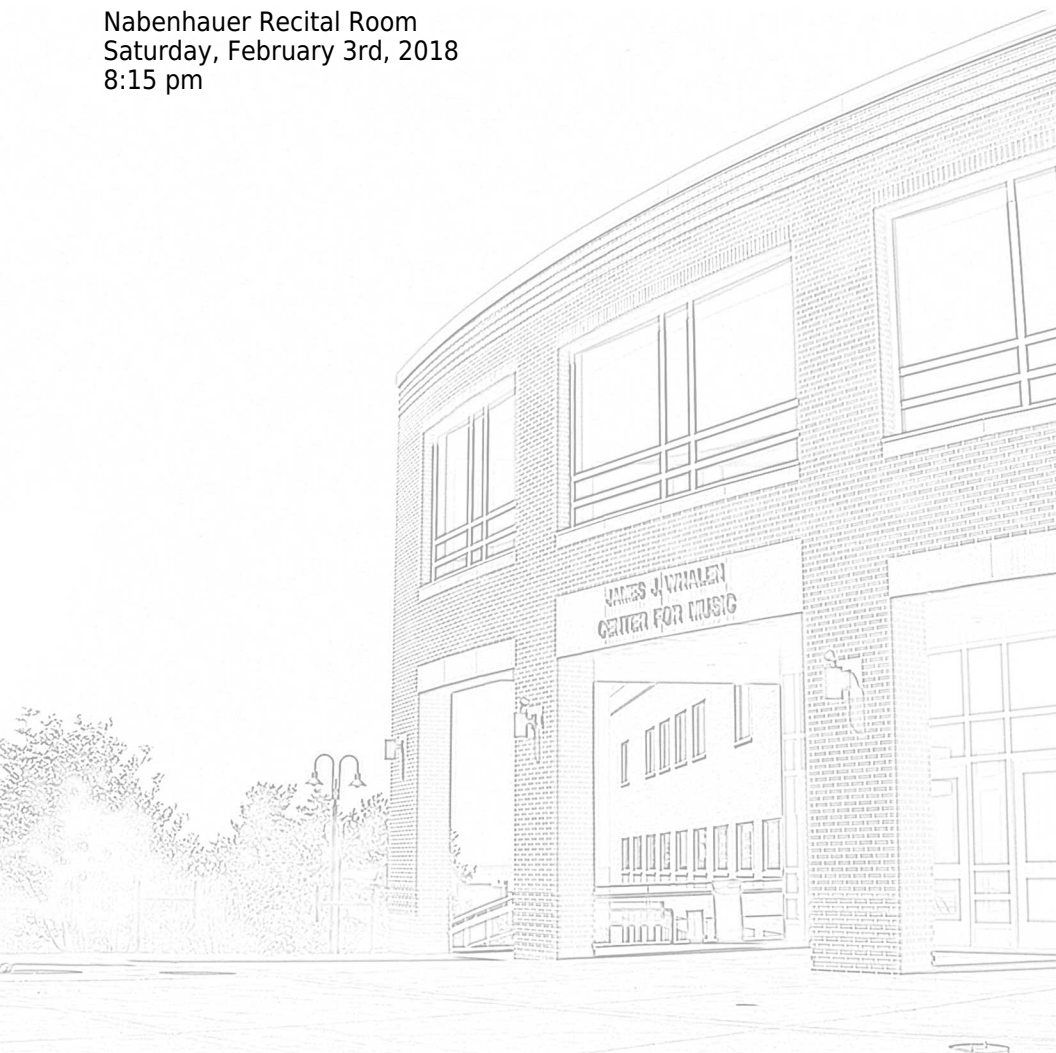 Nabenhauer Recital Room
Saturday, February 3rd, 2018
8:15 pm
JAMES J. WHALEN
CENTER FOR MUSIC